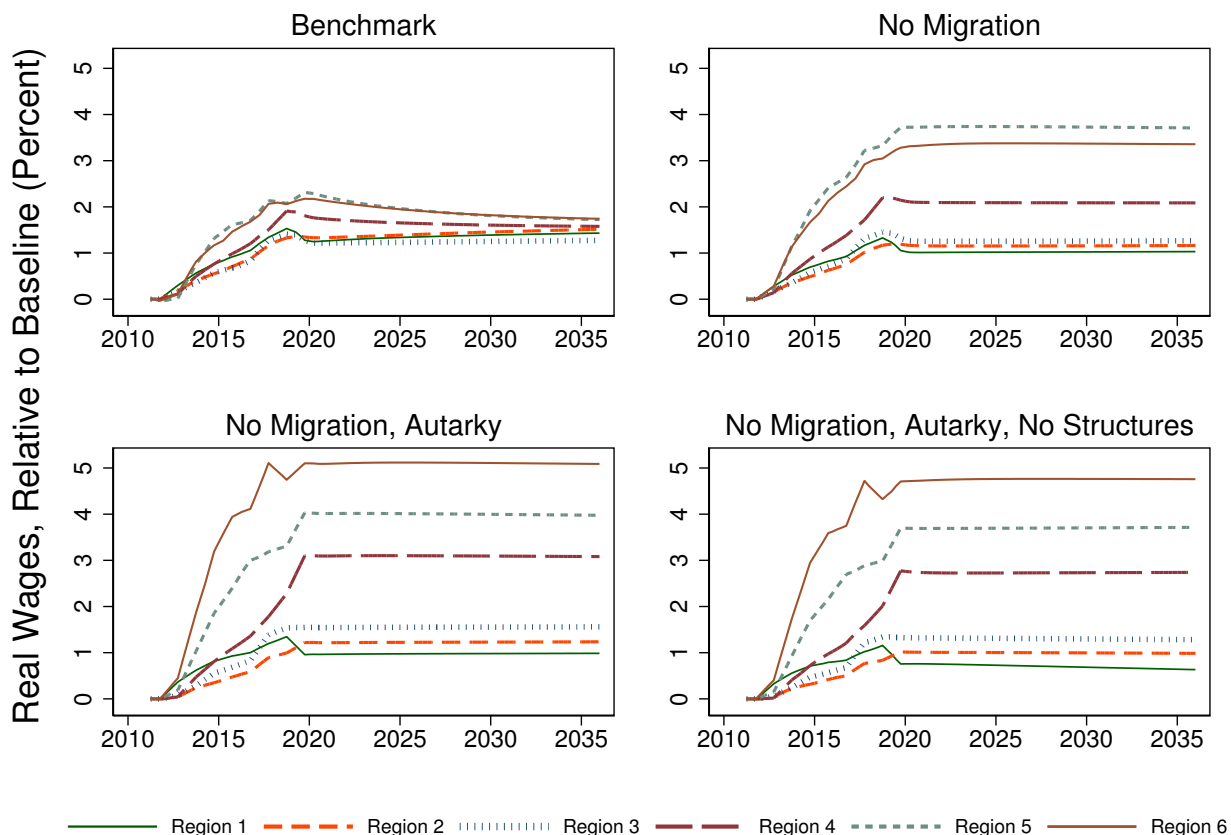 Real Wages, Relative to Baseline (Percent)
Benchmark
5
4
3
2
1
0
2010 2015 2020 2025 2030 2035
No Migration
5
4
3
2
1
0
2010 2015 2020 2025 2030 2035
No Migration, Autarky
5
4
3
2
1
0
2010 2015 2020 2025 2030 2035
No Migration, Autarky, No Structures
5
4
3
2
1
0
2010 2015 2020 2025 2030 2035
Region 1 Region 2 Region 3 Region 4 Region 5 Region 6